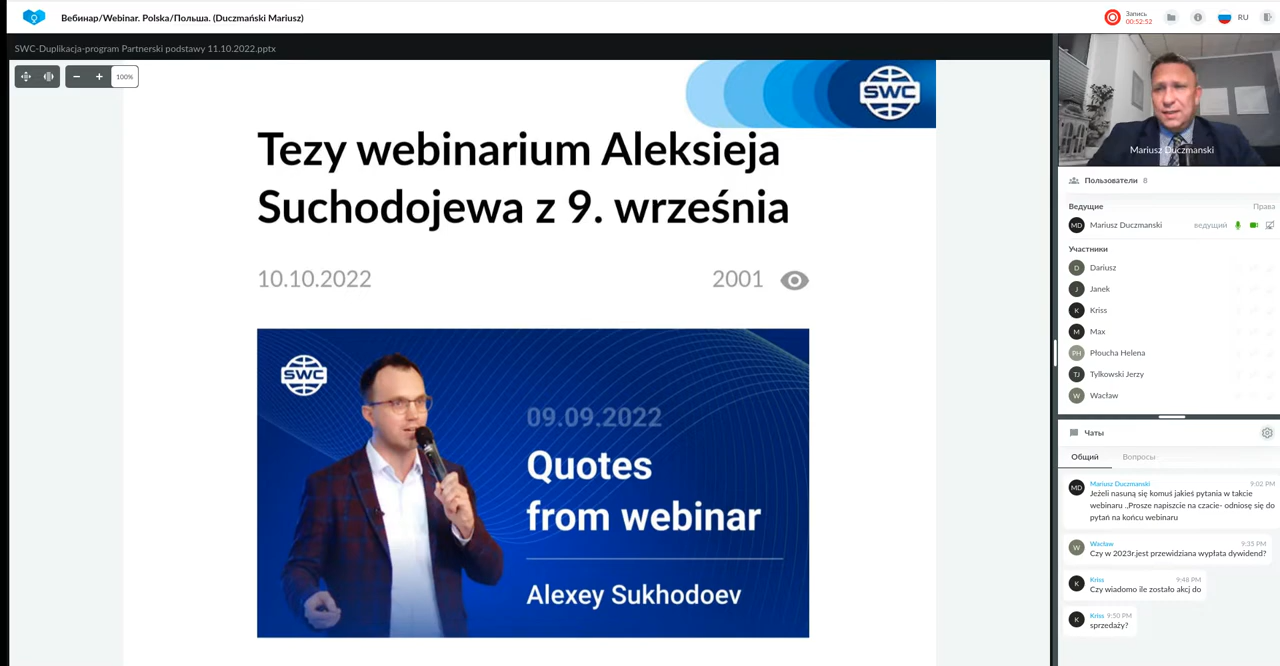 Вебинар/Webinar. Polska/Польша. (Duczmański Mariusz)
Запись
00:52:52
RU
SWC-Duplikacja-program Partnerski podstawy 11.10.2022.pptx
100%
SWC
Tezy webinarium Aleksieja
Suchodojewa z 9. września
10.10.2022
2001
SWC
09.09.2022
Quotes
from webinar
Alexey Sukhodoev
Mariusz Duczmanski
Пользователи 8
Ведущие
Права
MD Mariusz Duczmanski ведущий
Участники
D Dariusz
J Janek
K Kriss
M Max
PH Płoucha Helena
TJ Tylkowski Jerzy
W Wacław
Чаты
Общий
Вопросы
MD
Mariusz Duczmanski 9:02 PM
Jeżeli nasuną się komuś jakieś pytania w takcie
webinaru ,,Prosze napiszcie na czacie- odniosę się do
pytań na końcu webinaru
W
Wacław 9:35 PM
Czy w 2023r.jest przewidziana wypłata dywidend?
K
Kriss 9:48 PM
Czy wiadomo ile zostało akcj do
K
Kriss 9:50 PM
sprzedaży?